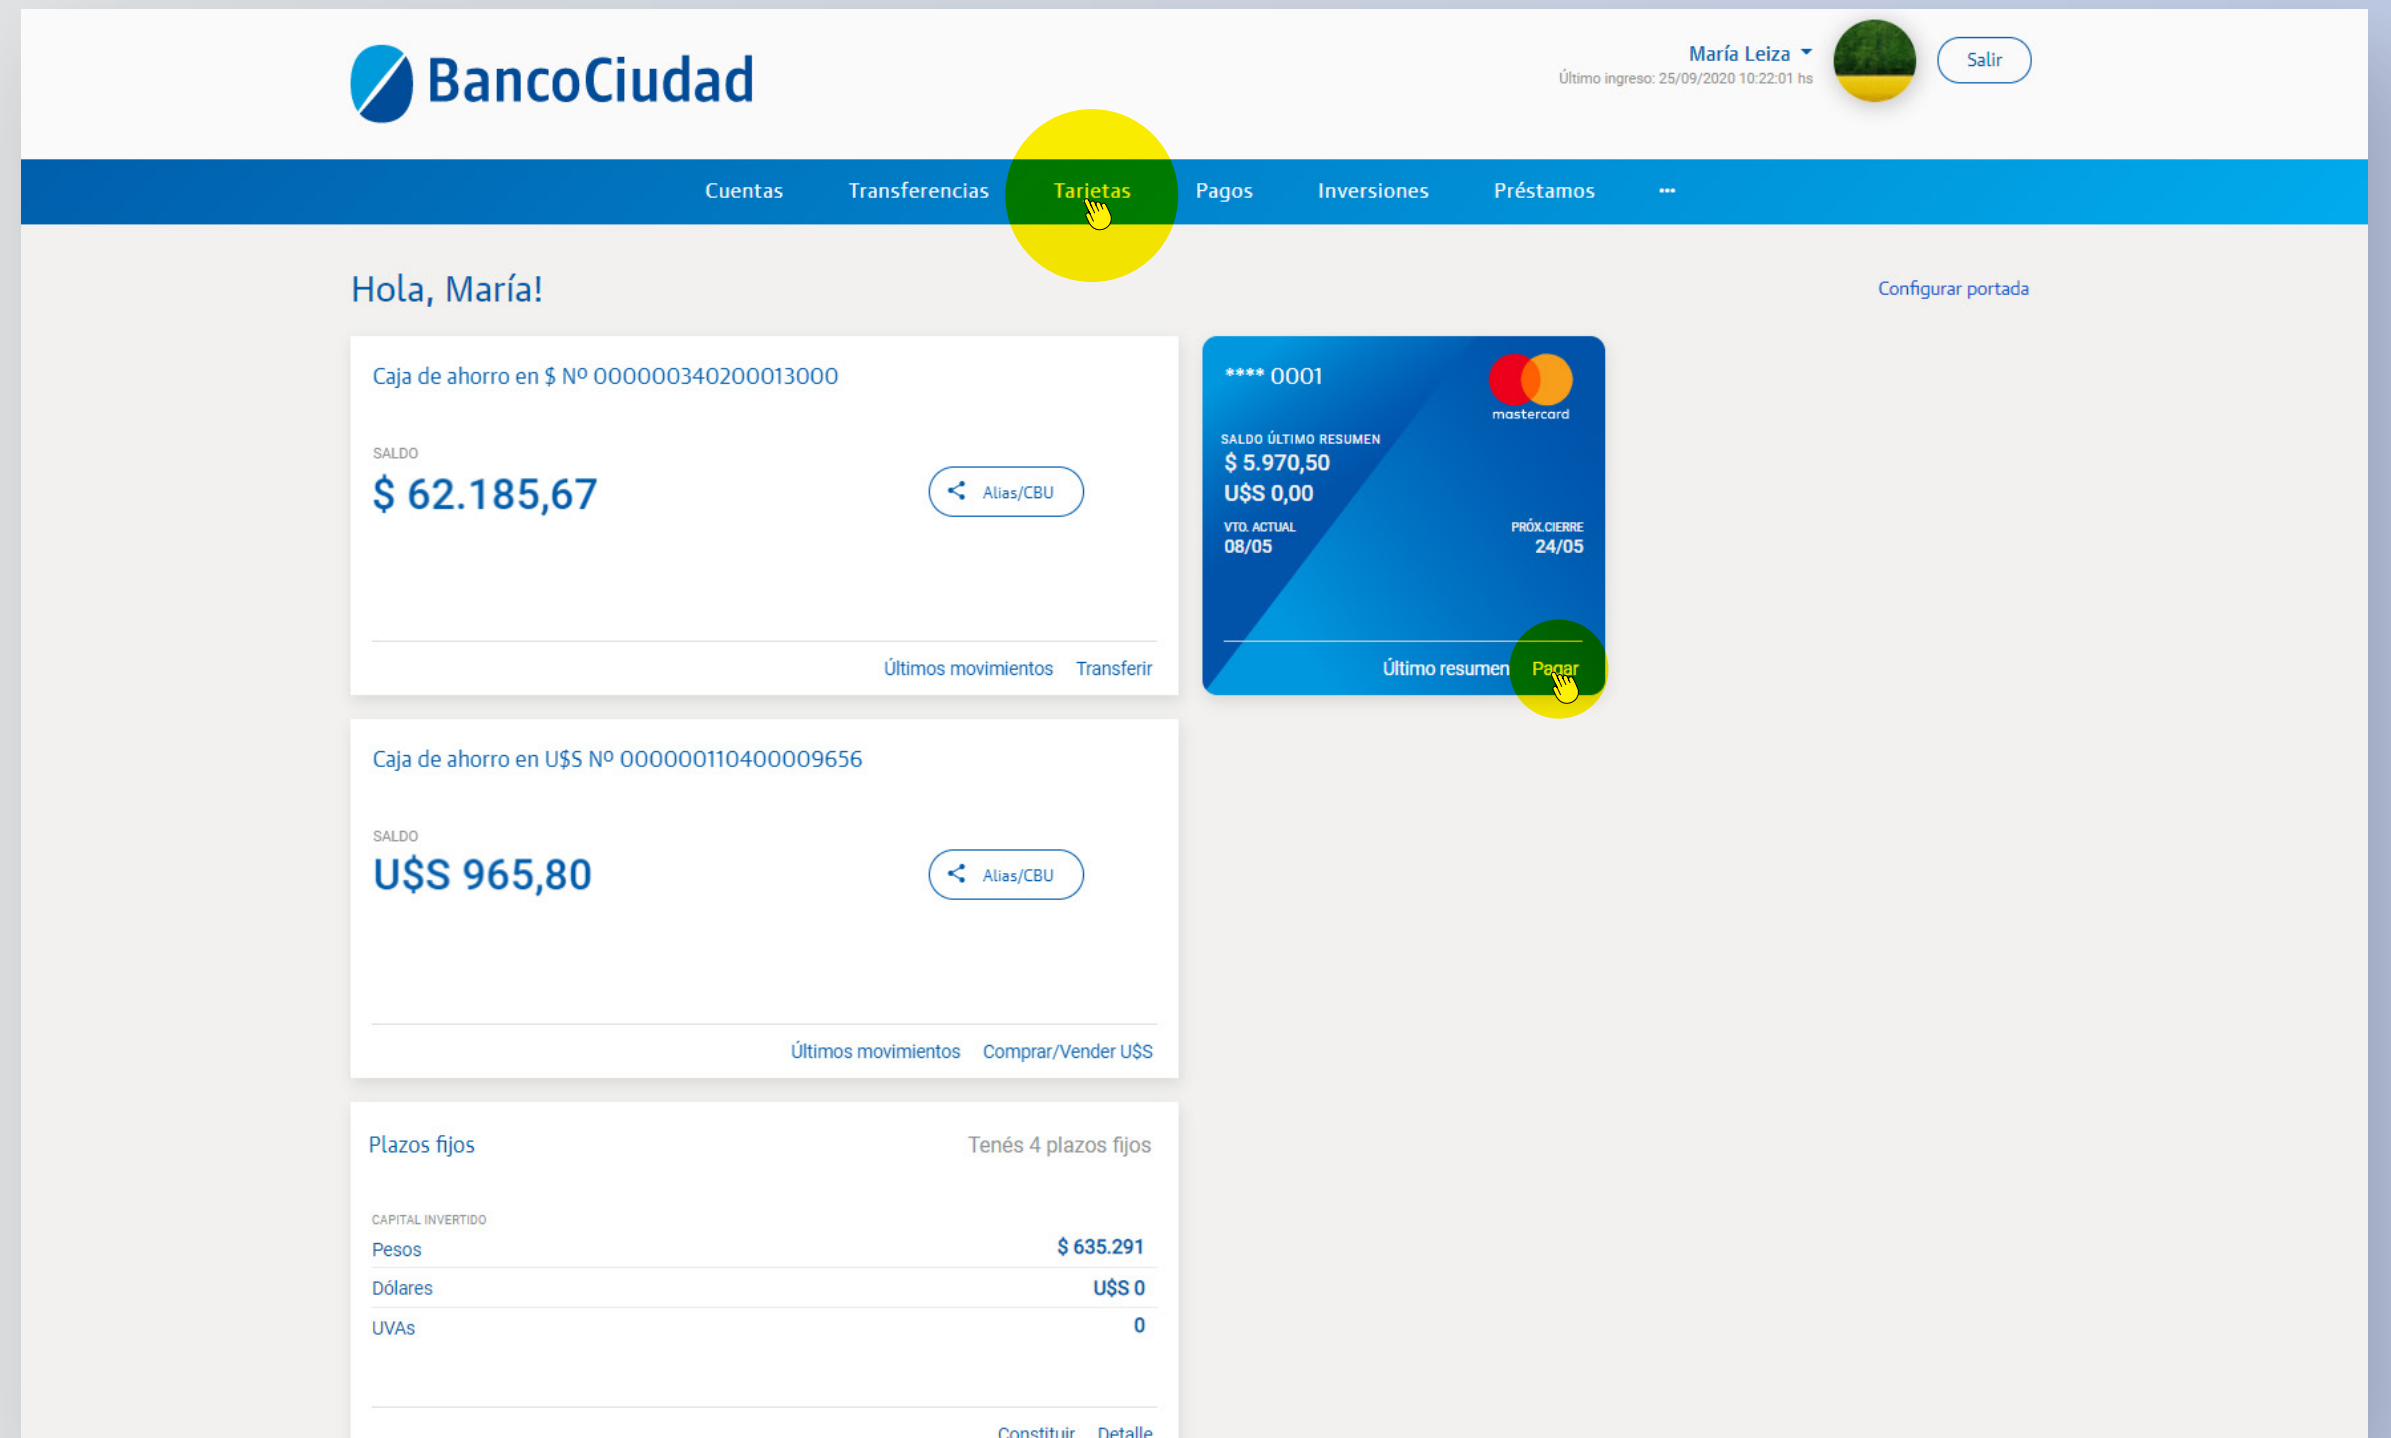 BancoCiudad
María Leiza
Último ingreso: 25/09/2020 10:22:01 hs
Salir
Cuentas Transferencias Tarjetas Pagos Inversiones Préstamos ···
Hola, María!
Configurar portada
Caja de ahorro en $ Nº 000000340200013000
SALDO
$ 62.185,67
Alias/CBU
Últimos movimientos Transferir
**** 0001
mastercard
SALDO ÚLTIMO RESUMEN
$ 5.970,50
U$S 0,00
VTO. ACTUAL PRÓX.CIERRE
08/05 24/05
Último resumen Pagar
Caja de ahorro en U$S Nº 000000110400009656
SALDO
U$S 965,80
Alias/CBU
Últimos movimientos Comprar/Vender U$S
Plazos fijos Tenés 4 plazos fijos
CAPITAL INVERTIDO
Pesos $ 635.291
Dólares U$S 0
UVAs 0
Constituir Detalle